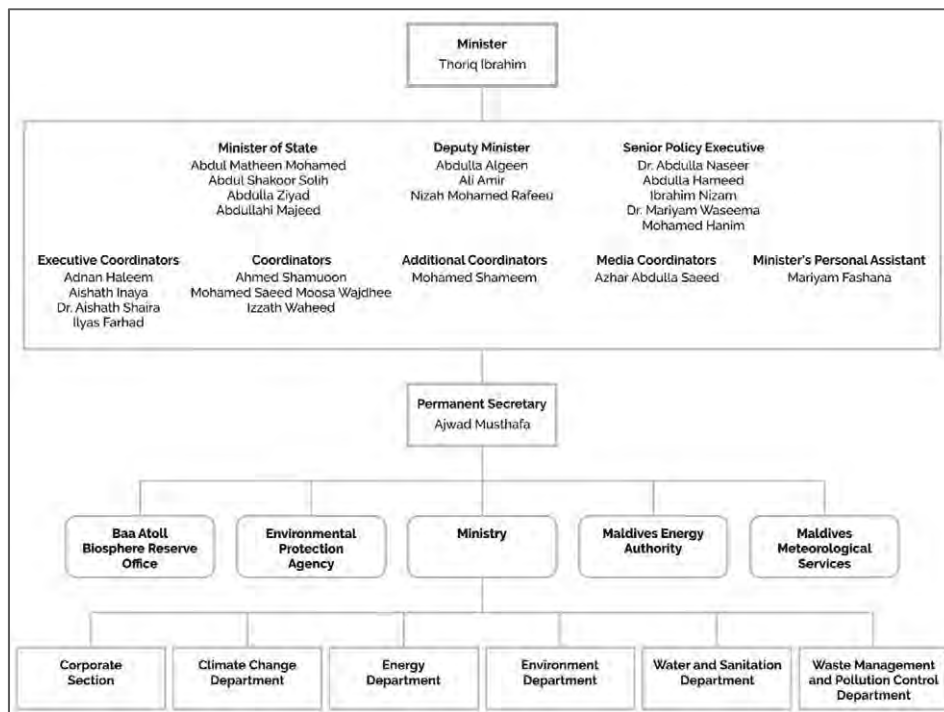 Minister
Thoriq Ibrahim
Minister of State
Abdul Matheen Mohamed
Abdul Shakoor Solih
Abdulla Ziyad
Abdullahi Majeed
Deputy Minister
Abdulla Algeen
Ali Amir
Nizah Mohamed Rafeeu
Senior Policy Executive
Dr. Abdulla Naseer
Abdulla Hameed
Ibrahim Nizam
Dr. Mariyam Waseema
Mohamed Hanim
Executive Coordinators
Adnan Haleem
Aishath Inaya
Dr. Aishath Shaira
Ilyas Farhad
Coordinators
Ahmed Shamuoon
Mohamed Saeed Moosa Wajdhee
Izzath Waheed
Additional Coordinators
Mohamed Shameem
Media Coordinators
Azhar Abdulla Saeed
Minister's Personal Assistant
Mariyam Fashana
Permanent Secretary
Ajwad Musthafa
Baa Atoll
Biosphere Reserve
Office
Environmental
Protection
Agency
Ministry
Maldives Energy
Authority
Maldives
Meteorological
Services
Corporate
Section
Climate Change
Department
Energy
Department
Environment
Department
Water and Sanitation
Department
Waste Management
and Pollution Control
Department